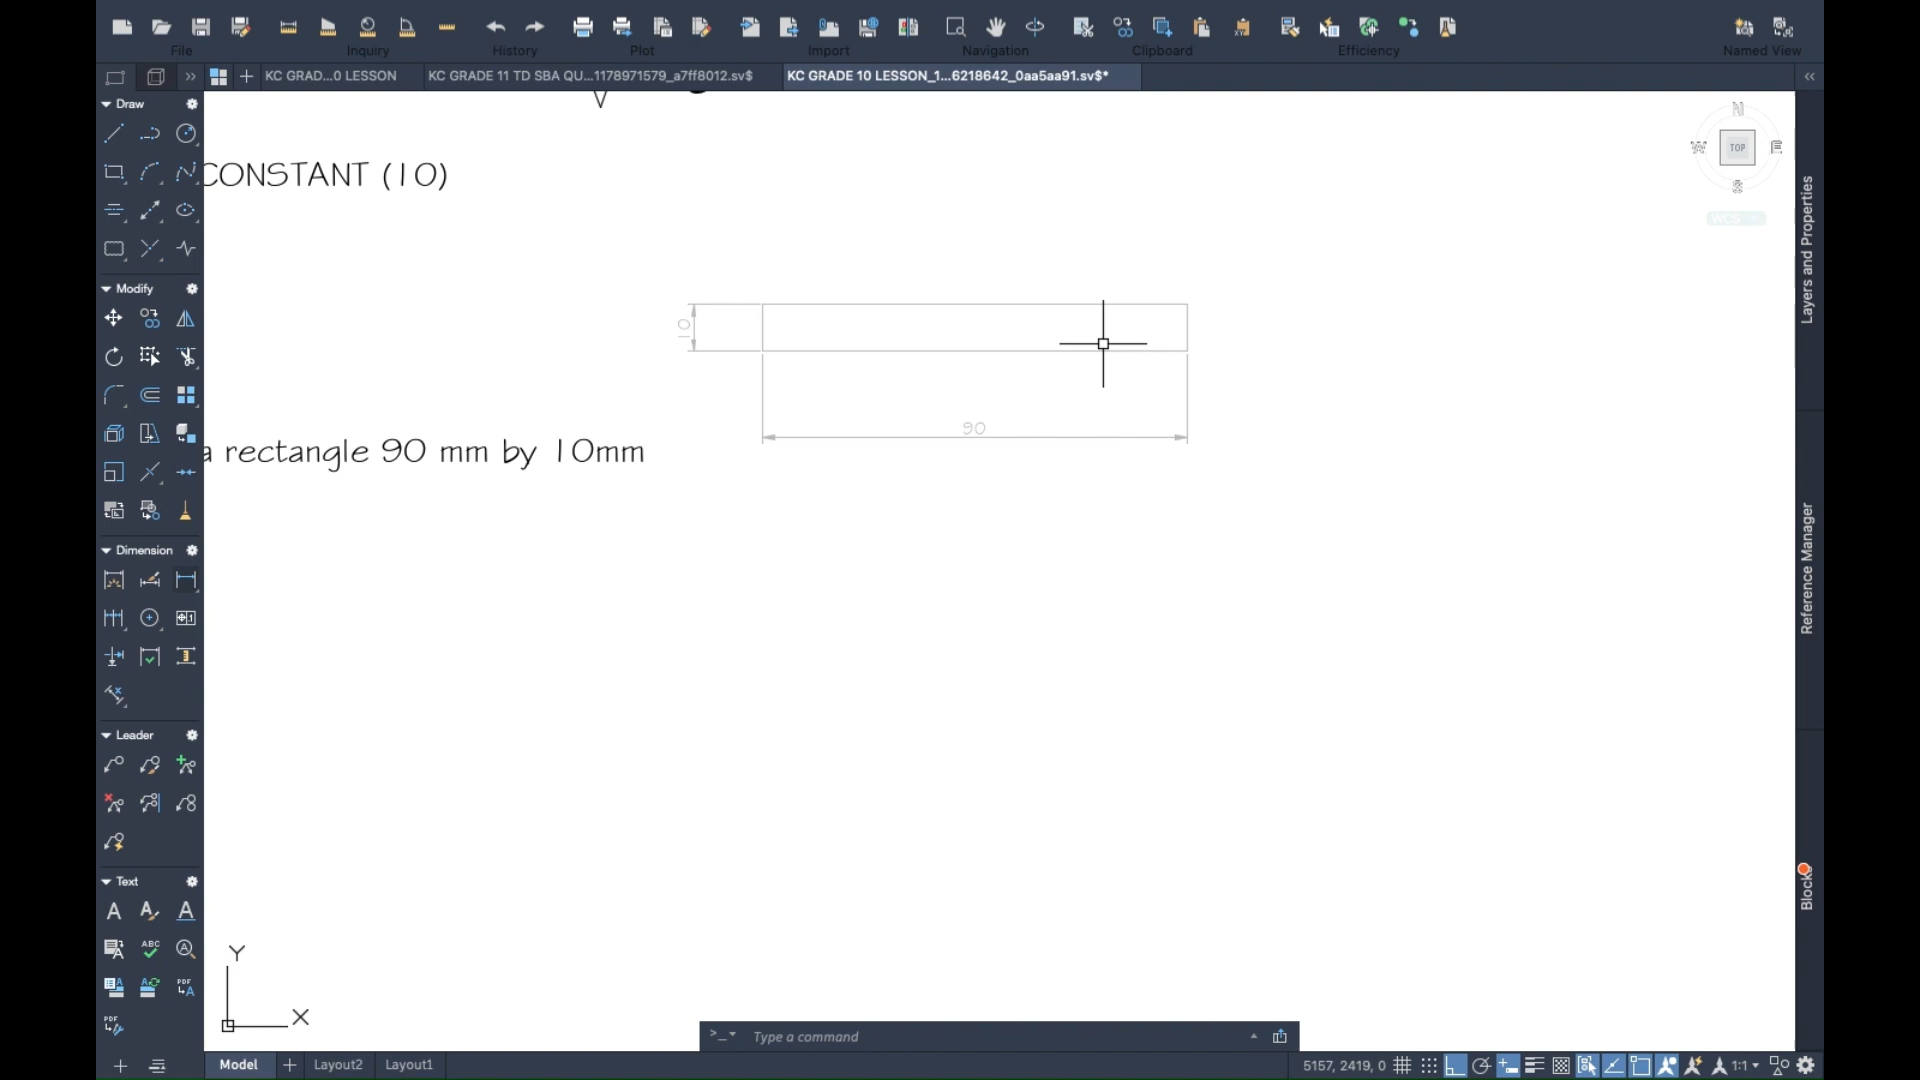 File
Inquiry
History
Plot
Import
Navigation
Clipboard
Efficiency
Named View
KC GRAD...0 LESSON
KC GRADE 11 TD SBA QU...1178971579_a7ff8012.sv$
KC GRADE 10 LESSON_1...6218642_0aa5aa91.sv$*
Draw
Modify
Dimension
Leader
Text
CONSTANT (10)
10
90
a rectangle 90 mm by 10mm
N
W
TOP
E
S
WCS
Layers and Properties
Reference Manager
Blocks
Y
X
>_
Type a command
Model
Layout2
Layout1
5157, 2419, 0
1:1